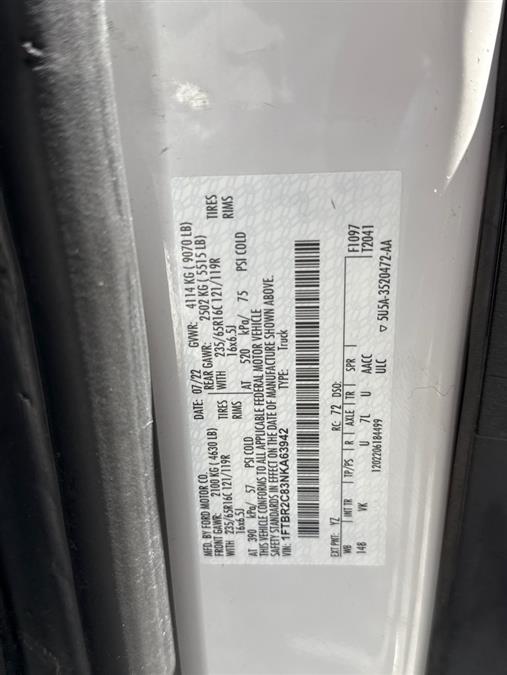 MFD. BY FORD MOTOR CO. DATE: 07/22 GVWR: 4114 KG ( 9070 LB)
FRONT GAWR: 2100 KG ( 4630 LB) REAR GAWR: 2502 KG ( 5515 LB)
WITH 235/65R16C 121/119R TIRES WITH 235/65R16C 121/119R TIRES
16x6.5J RIMS 16x6.5J RIMS
AT 390 kPa/ 57 PSI COLD AT 520 kPa/ 75 PSI COLD
THIS VEHICLE CONFORMS TO ALL APPLICABLE FEDERAL MOTOR VEHICLE
SAFETY STANDARDS IN EFFECT ON THE DATE OF MANUFACTURE SHOWN ABOVE.
VIN: 1FTBR2C83NKA63942 TYPE: Truck
EXT PNT: YZ RC: 72 DSO: F1097
WB INT TR TP/PS R AXLE TR SPR T2041
148 VK U 7L U AACC
1202206184499 ULC
5U5A-3520472-AA